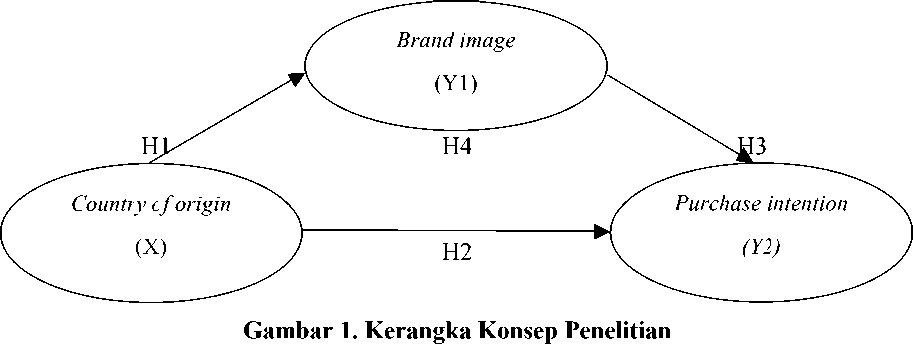 Brand image
(Y1)
H1
H4
H3
Country of origin
(X)
Purchase intention
(Y2)
H2
Gambar 1. Kerangka Konsep Penelitian